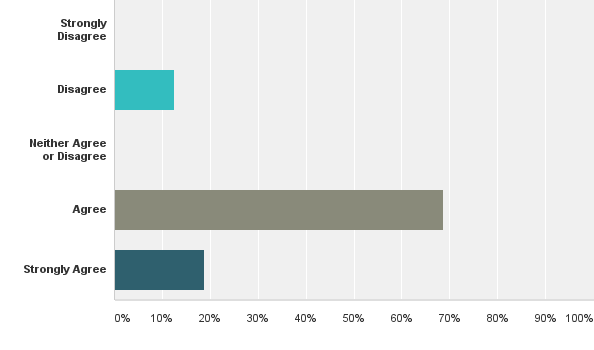 Strongly
Disagree
Disagree
Neither Agree
or Disagree
Agree
Strongly Agree
0% 10% 20% 30% 40% 50% 60% 70% 80% 90% 100%